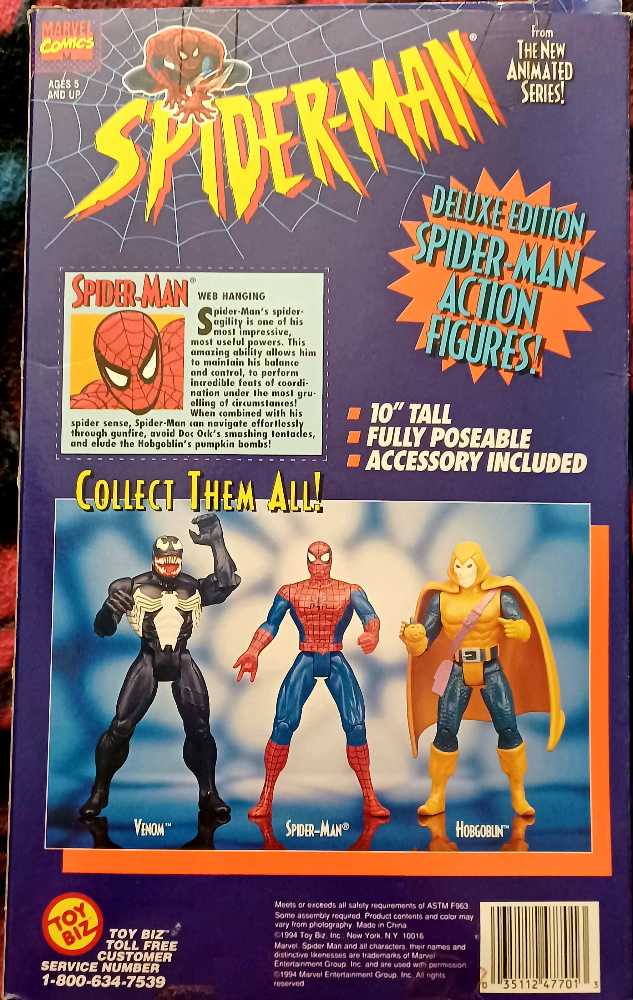 MARVEL
COMICS
AGES 5
AND UP
SPIDER-MAN®
From
THE NEW
ANIMATED
SERIES!
DELUXE EDITION
SPIDER-MAN
ACTION
FIGURES!
SPIDER-MAN®
WEB HANGING
Spider-Man's spider-
agility is one of his
most impressive,
most useful powers. This
amazing ability allows him
to maintain his balance
and control, to perform
incredible feats of coordi-
nation under the most gru-
elling of circumstances!
When combined with his
spider sense, Spider-Man can navigate effortlessly
through gunfire, avoid Doc Ock's smashing tentacles,
and elude the Hobgoblin's pumpkin bombs!
10" TALL
FULLY POSEABLE
ACCESSORY INCLUDED
COLLECT THEM ALL!
VENOM™
SPIDER-MAN®
HOBGOBLIN™
TOY
BIZ
TOY BIZ™
TOLL FREE
CUSTOMER
SERVICE NUMBER
1-800-634-7539
Meets or exceeds all safety requirements of ASTM F963.
Some assembly required. Product contents and color may
vary from photography. Made in China
©1994 Toy Biz, Inc. New York, N.Y. 10016
Marvel, Spider Man and all characters, their names and
distinctive likenesses are trademarks of Marvel
Entertainment Group, Inc. and are used with permission.
©1994 Marvel Entertainment Group, Inc. All rights
reserved
0 35112 47701 3